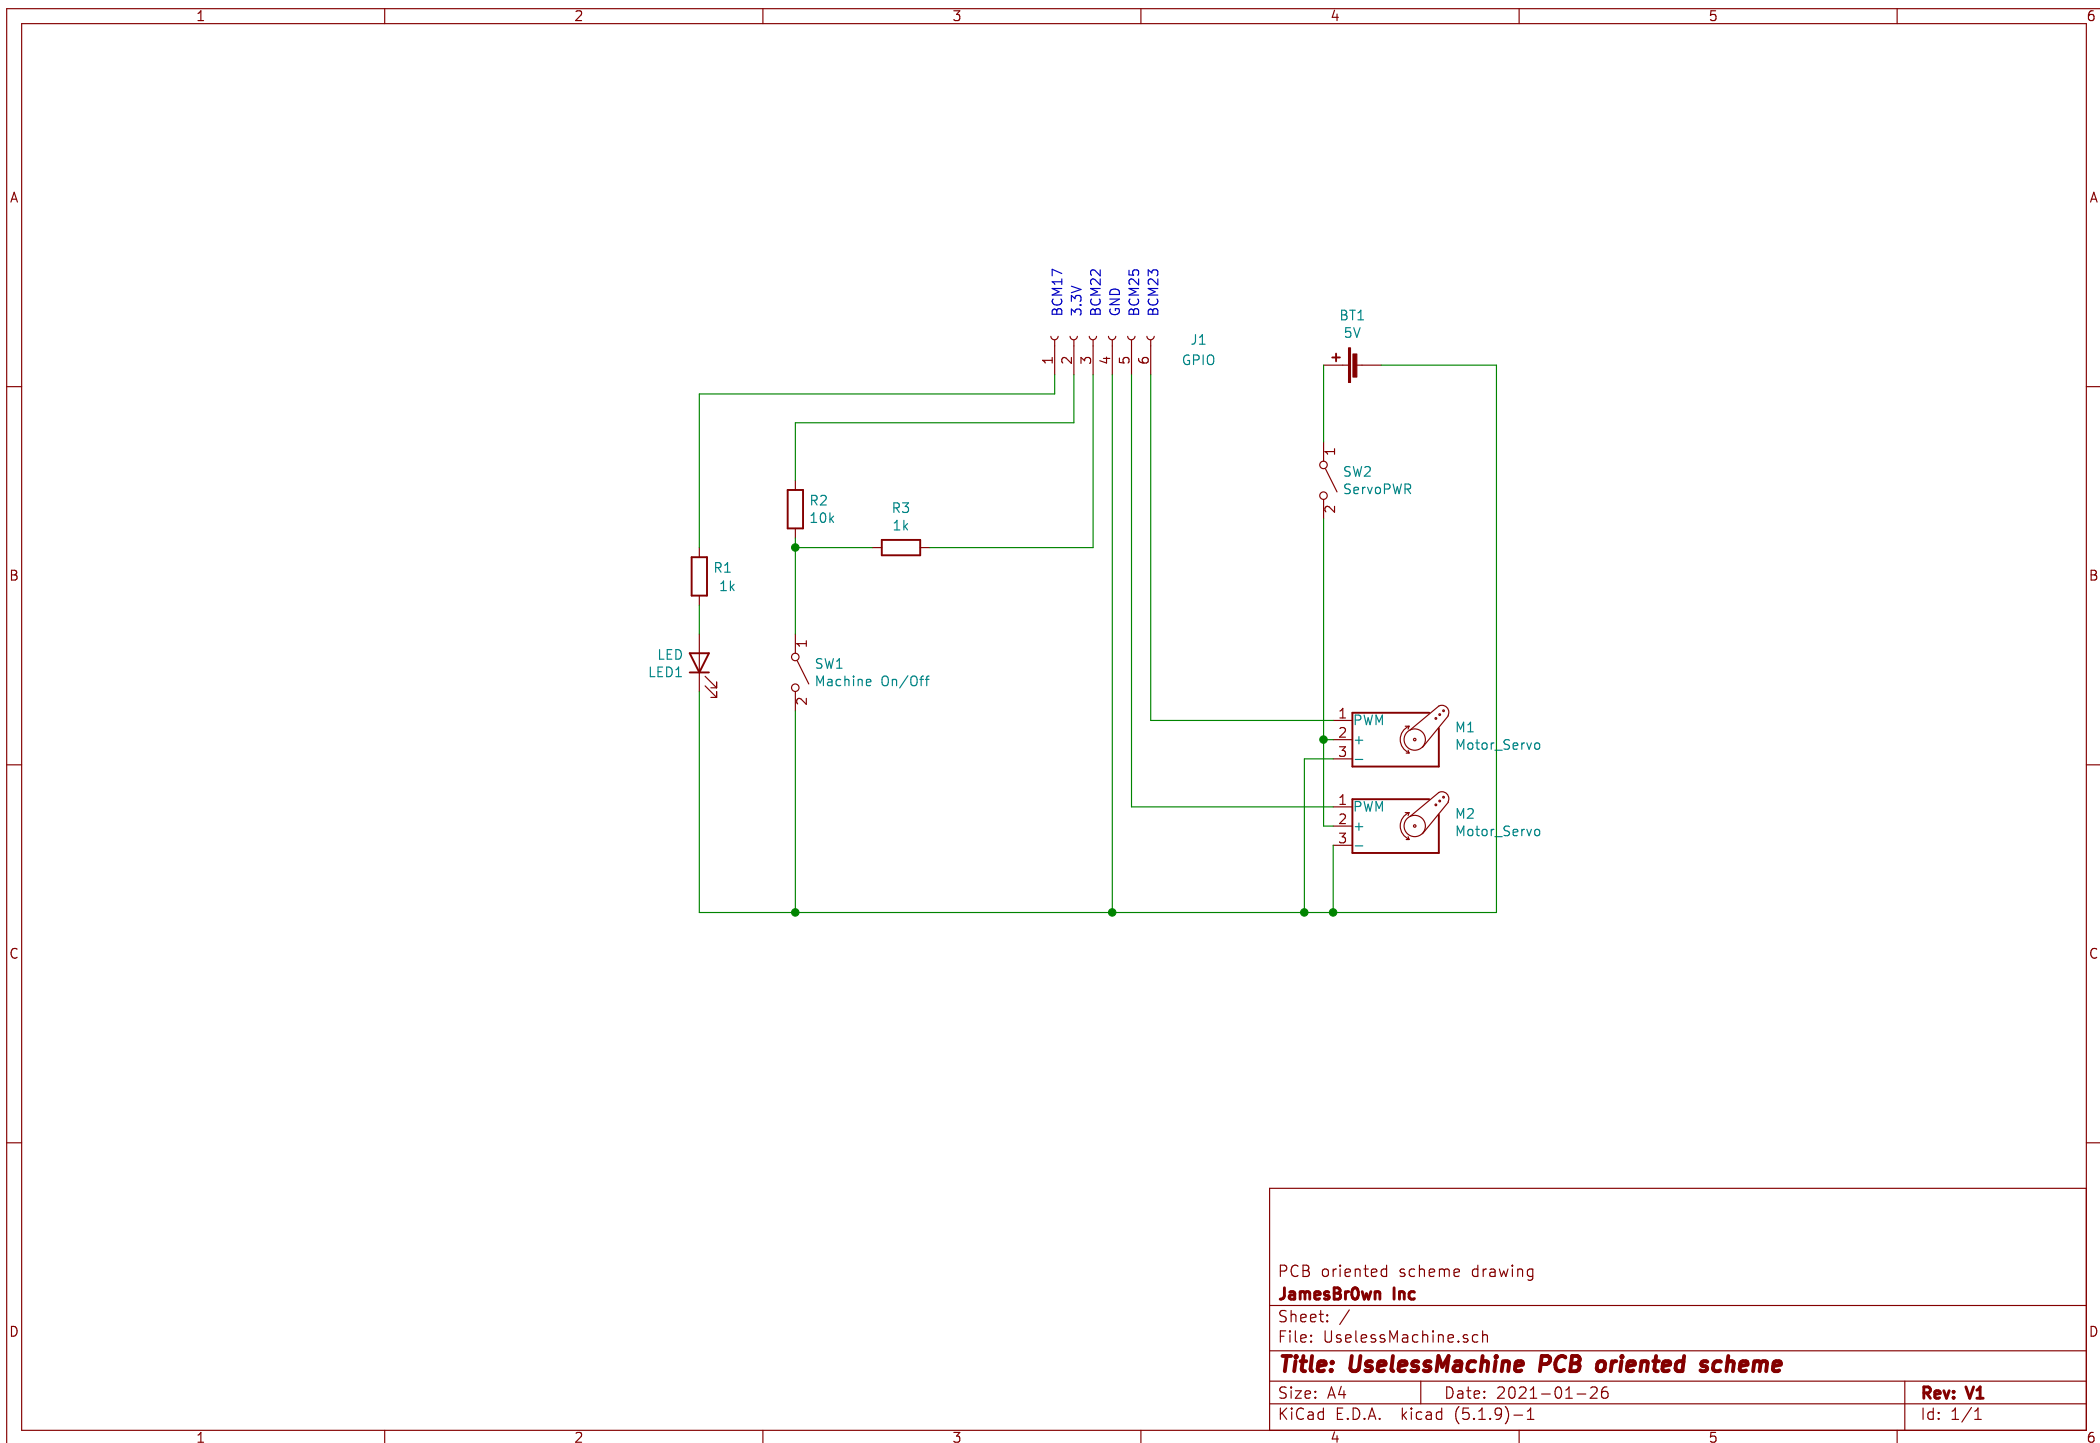 1 2 3 4 5 6
A A
BCM17
3.3V
BCM22
GND
BCM25
BCM23
1
2
3
4
5
6
J1
GPIO
BT1
5V
+
1
SW2
ServoPWR
2
R2
10k
R3
1k
R1
1k
B B
LED
LED1
1
SW1
Machine On/Off
2
1 PWM
2 +
3 −
M1
Motor_Servo
1 PWM
2 +
3 −
M2
Motor_Servo
C C
PCB oriented scheme drawing
JamesBr0wn Inc
Sheet: /
File: UselessMachine.sch
D D
Title: UselessMachine PCB oriented scheme
Size: A4 Date: 2021-01-26 Rev: V1
KiCad E.D.A. kicad (5.1.9)-1 Id: 1/1
1 2 3 4 5 6